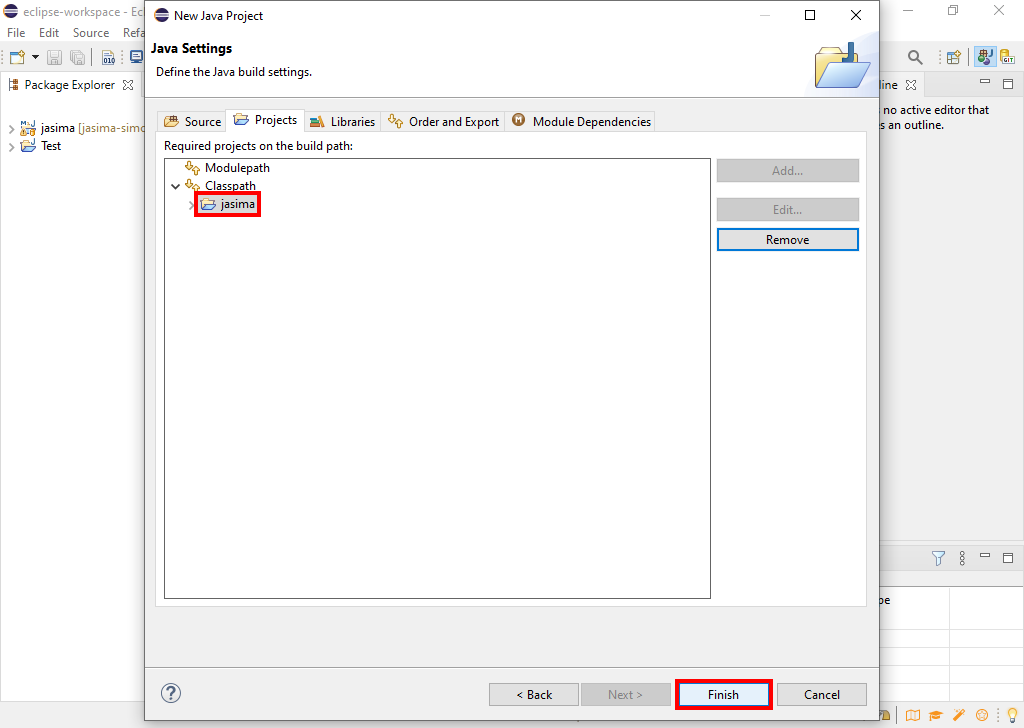 eclipse-workspace - Ec
New Java Project
File Edit Source Refa
Java Settings
Define the Java build settings.
010
GIT
Package Explorer
line
no active editor that
s an outline.
jasima [jasima-simc
Test
Source Projects Libraries Order and Export M Module Dependencies
Required projects on the build path:
Modulepath
Classpath
jasima
Add...
Edit...
Remove
pe
? < Back Next > Finish Cancel